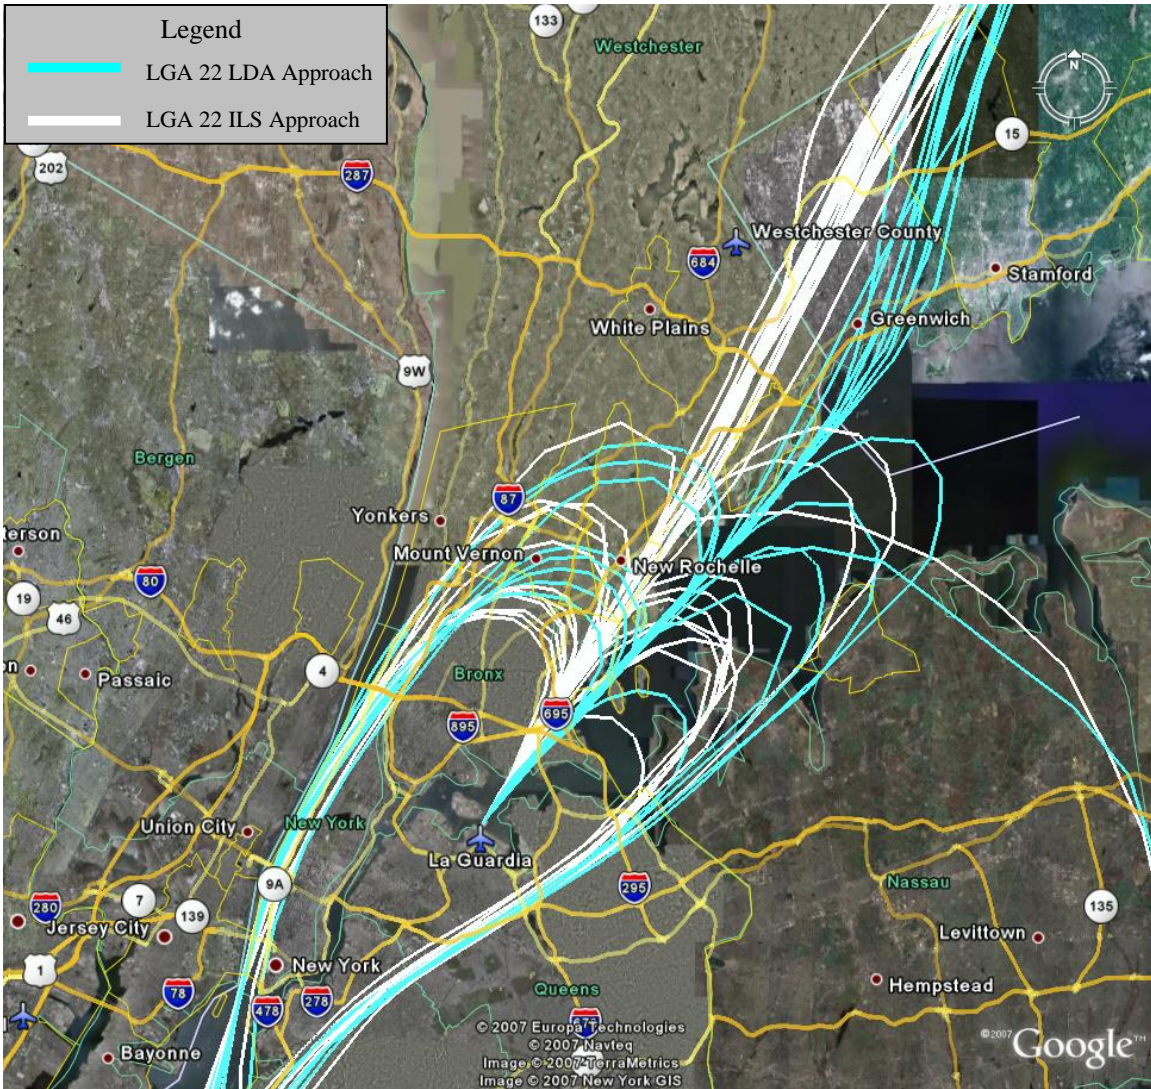 Legend
LGA 22 LDA Approach
LGA 22 ILS Approach
133
Westchester
N
15
202
287
Westchester County
684
Stamford
White Plains
Greenwich
9W
Bergen
87
Yonkers
terson
Mount Vernon
New Rochelle
80
19
46
4
Passaic
Bronx
695
895
Union City
New York
La Guardia
9A
295
Nassau
280
7
139
135
Jersey City
Levittown
New York
1
78
Hempstead
478
278
Queens
© 2007 Europa Technologies
© 2007 Navteq
Image © 2007 TerraMetrics
Image © 2007 New York GIS
Bayonne
©2007 Google™